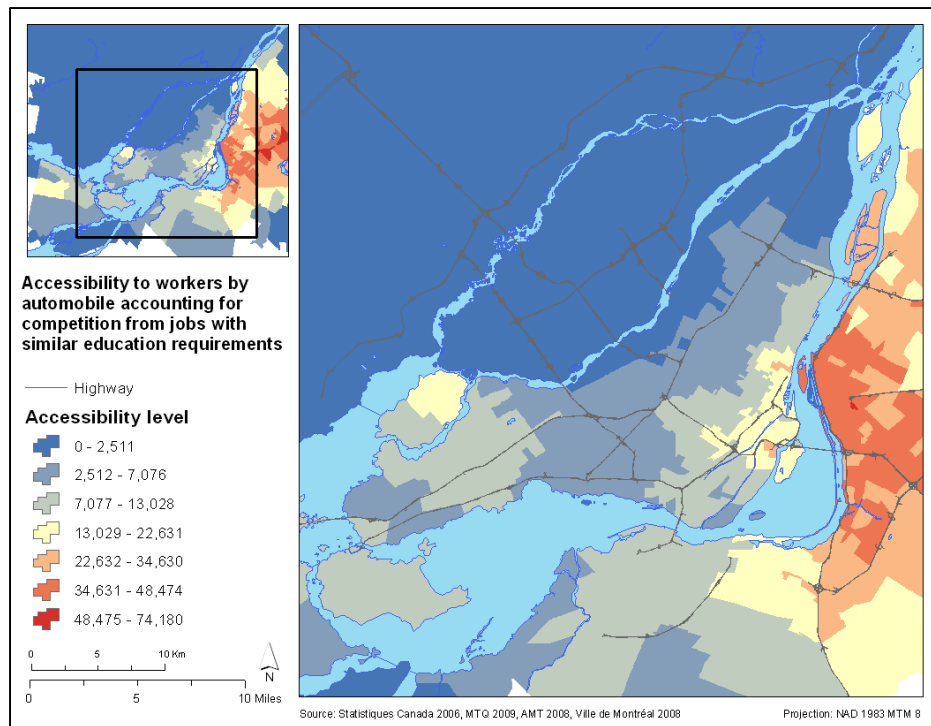 Accessibility to workers by
automobile accounting for
competition from jobs with
similar education requirements
Highway
Accessibility level
0 - 2,511
2,512 - 7,076
7,077 - 13,028
13,029 - 22,631
22,632 - 34,630
34,631 - 48,474
48,475 - 74,180
0 5 10 Km
N
0 5 10 Miles
Source: Statistiques Canada 2006, MTQ 2009, AMT 2008, Ville de Montréal 2008
Projection: NAD 1983 MTM 8